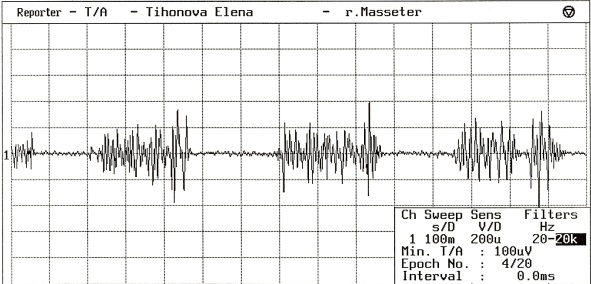 Reporter - T/A - Tihonova Elena - r.Masseter
1
Ch Sweep Sens Filters
s/D V/D Hz
1 100m 200u 20-20k
Min. T/A : 100uV
Epoch No. : 4/20
Interval : 0.0ms